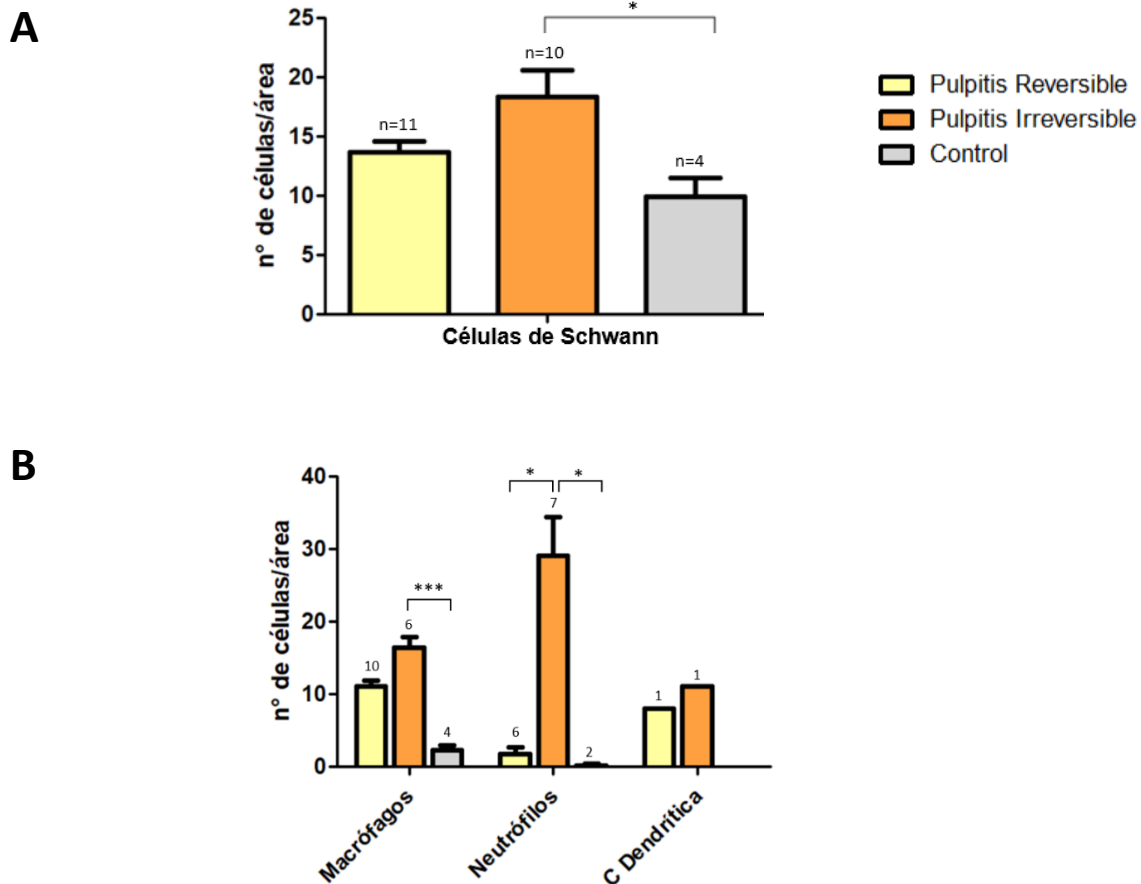 A
n° de células/área
25
20
15
10
5
0
n=11
n=10
n=4
*
Células de Schwann
Pulpitis Reversible
Pulpitis Irreversible
Control
B
n° de células/área
40
30
20
10
0
10
6
4
***
6
7
2
*
*
1
1
Macrófagos
Neutrófilos
C Dendrítica